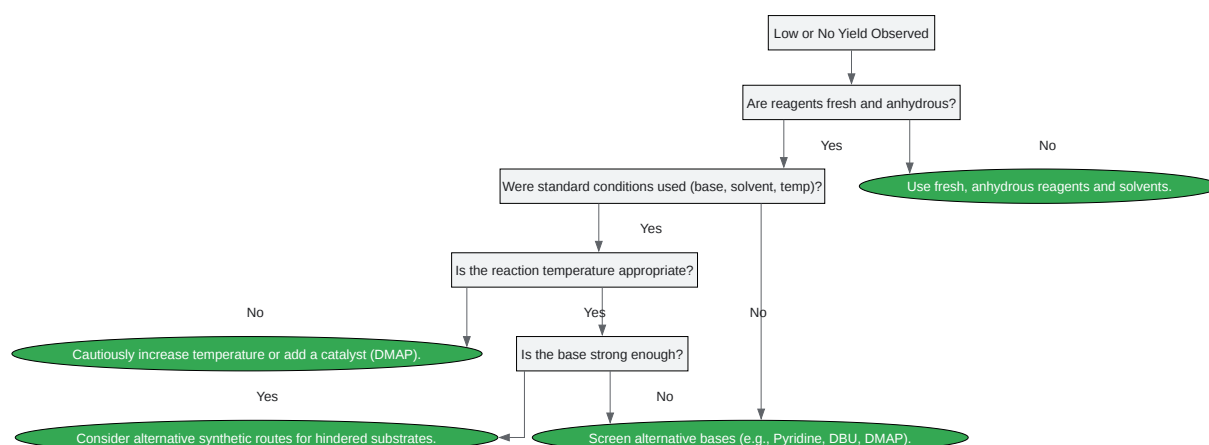 Low or No Yield Observed
Are reagents fresh and anhydrous?
Yes
No
Were standard conditions used (base, solvent, temp)?
Use fresh, anhydrous reagents and solvents.
Yes
Is the reaction temperature appropriate?
No
Yes
No
Cautiously increase temperature or add a catalyst (DMAP).
Is the base strong enough?
Yes
No
Consider alternative synthetic routes for hindered substrates.
Screen alternative bases (e.g., Pyridine, DBU, DMAP).